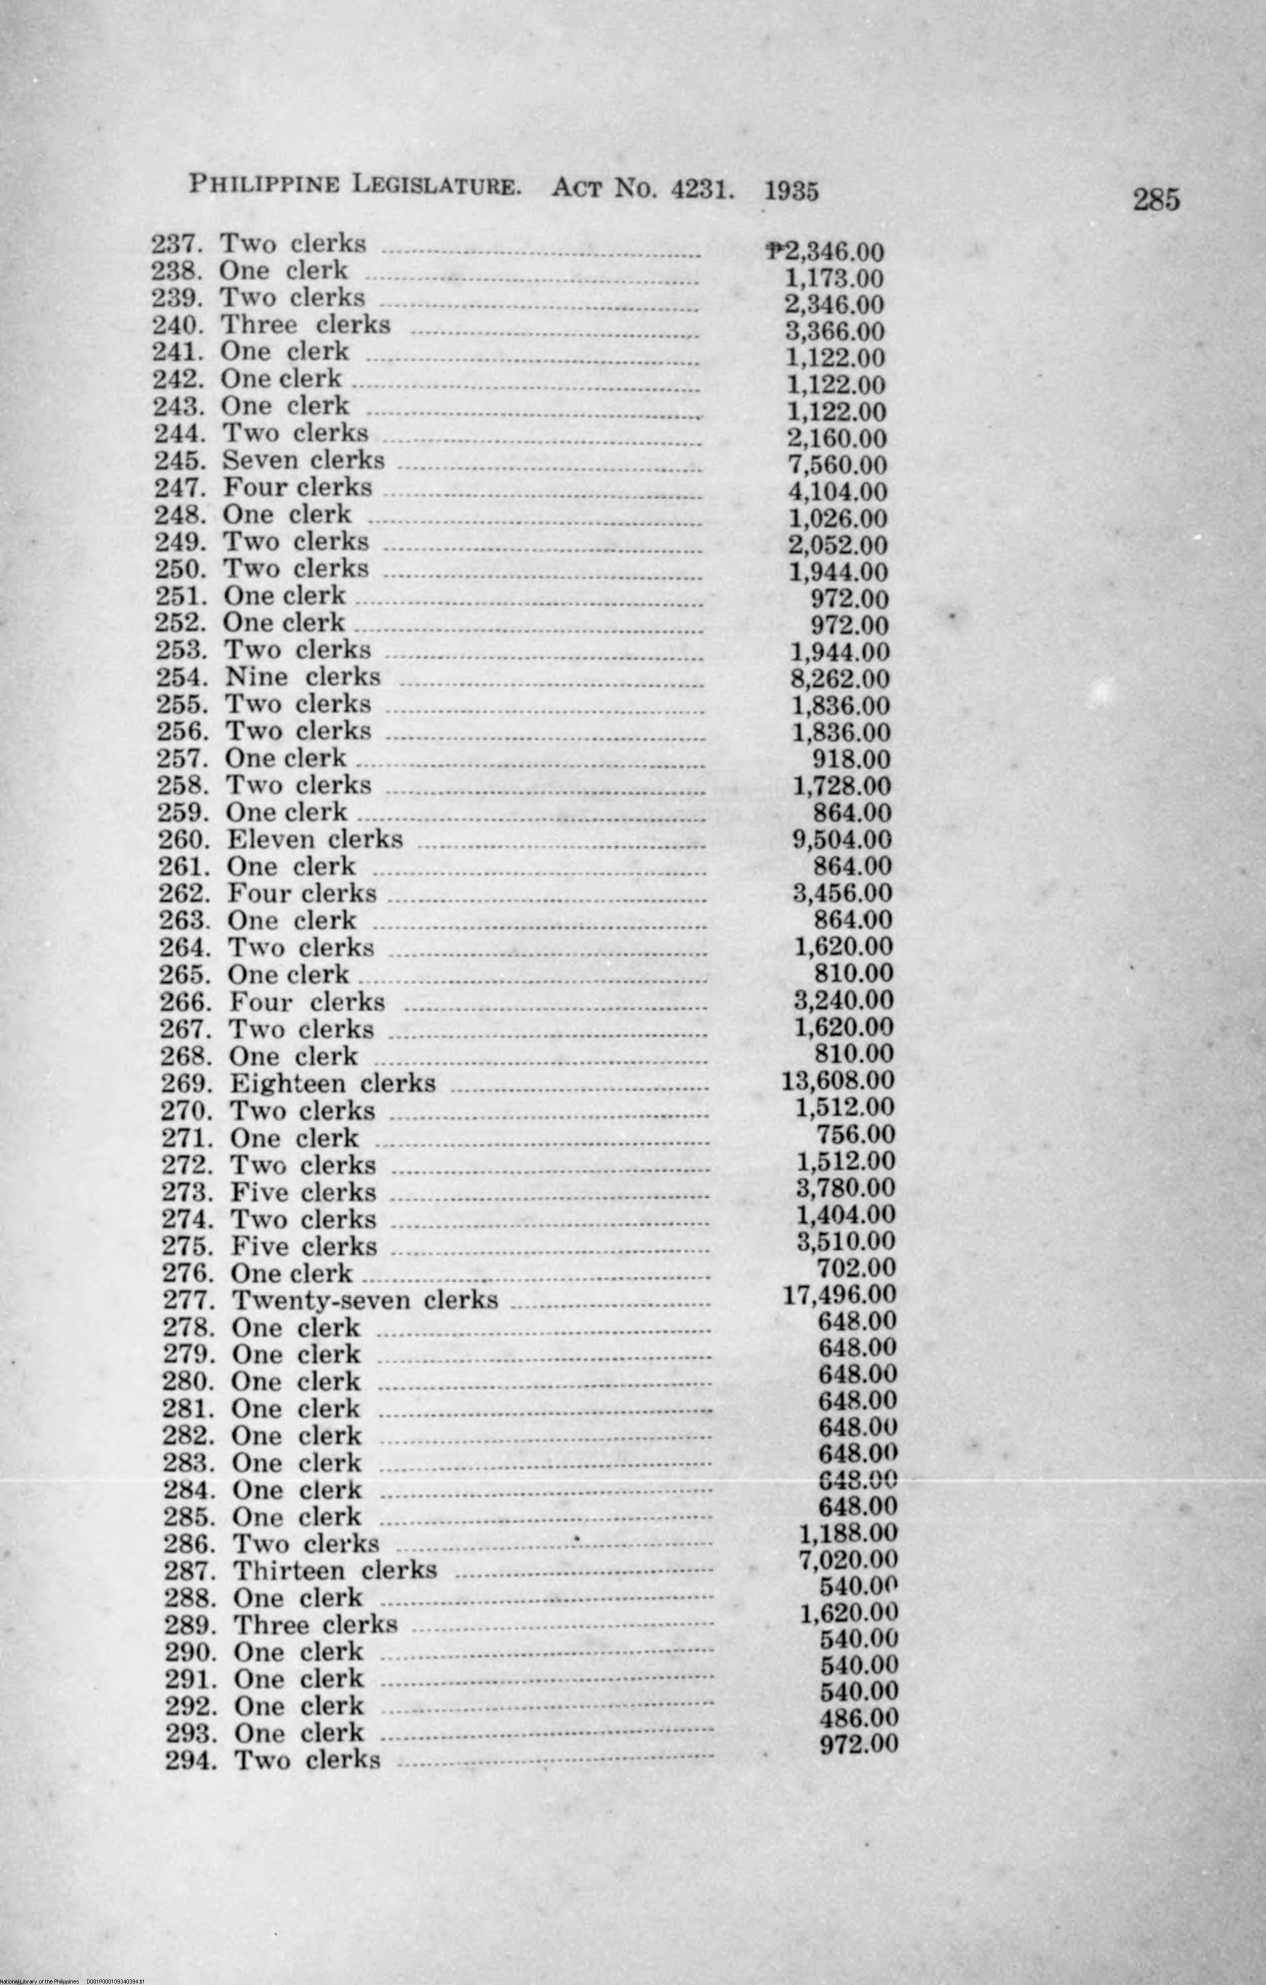 PHILIPPINE LEGISLATURE. ACT NO. 4231. 1935 285
237. Two clerks ₱2,346.00
238. One clerk 1,173.00
239. Two clerks 2,346.00
240. Three clerks 3,366.00
241. One clerk 1,122.00
242. One clerk 1,122.00
243. One clerk 1,122.00
244. Two clerks 2,160.00
245. Seven clerks 7,560.00
247. Four clerks 4,104.00
248. One clerk 1,026.00
249. Two clerks 2,052.00
250. Two clerks 1,944.00
251. One clerk 972.00
252. One clerk 972.00
253. Two clerks 1,944.00
254. Nine clerks 8,262.00
255. Two clerks 1,836.00
256. Two clerks 1,836.00
257. One clerk 918.00
258. Two clerks 1,728.00
259. One clerk 864.00
260. Eleven clerks 9,504.00
261. One clerk 864.00
262. Four clerks 3,456.00
263. One clerk 864.00
264. Two clerks 1,620.00
265. One clerk 810.00
266. Four clerks 3,240.00
267. Two clerks 1,620.00
268. One clerk 810.00
269. Eighteen clerks 13,608.00
270. Two clerks 1,512.00
271. One clerk 756.00
272. Two clerks 1,512.00
273. Five clerks 3,780.00
274. Two clerks 1,404.00
275. Five clerks 3,510.00
276. One clerk 702.00
277. Twenty-seven clerks 17,496.00
278. One clerk 648.00
279. One clerk 648.00
280. One clerk 648.00
281. One clerk 648.00
282. One clerk 648.00
283. One clerk 648.00
284. One clerk 648.00
285. One clerk 648.00
286. Two clerks 1,188.00
287. Thirteen clerks 7,020.00
288. One clerk 540.00
289. Three clerks 1,620.00
290. One clerk 540.00
291. One clerk 540.00
292. One clerk 540.00
293. One clerk 486.00
294. Two clerks 972.00
National Library of the Philippines